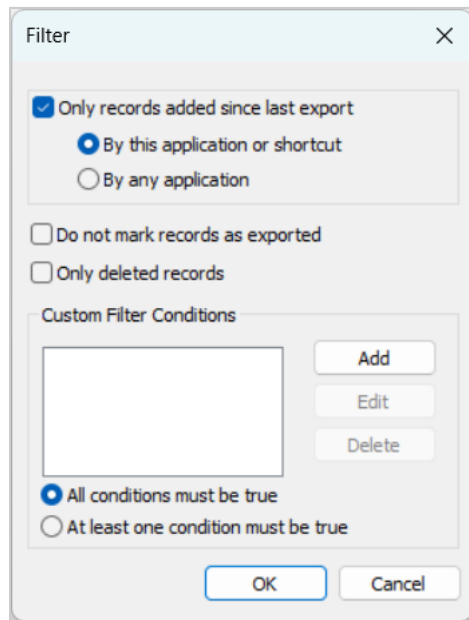 Filter
Only records added since last export
By this application or shortcut
By any application
Do not mark records as exported
Only deleted records
Custom Filter Conditions
Add
Edit
Delete
All conditions must be true
At least one condition must be true
OK
Cancel